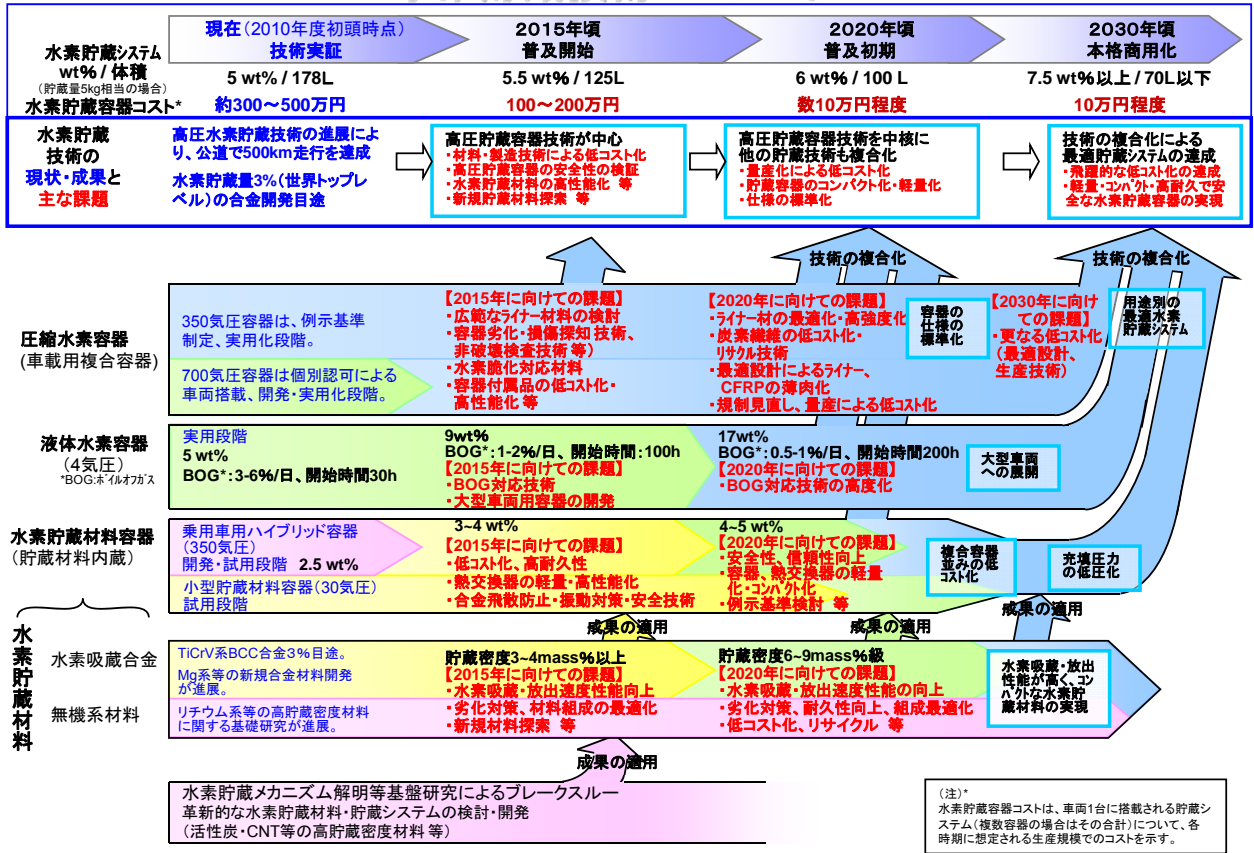 現在(2010年度初頭時点)
技術実証
2015年頃
普及開始
2020年頃
普及初期
2030年頃
本格商用化
水素貯蔵システム
wt% / 体積
(貯蔵量5kg相当の場合)
5 wt% / 178L
5.5 wt% / 125L
6 wt% / 100 L
7.5 wt%以上 / 70L以下
水素貯蔵容器コスト*
約300~500万円
100~200万円
数10万円程度
10万円程度
水素貯蔵
技術の
現状・成果と
主な課題
高圧水素貯蔵技術の進展によ
り、公道で500km走行を達成
水素貯蔵量3%(世界トップレ
ベル)の合金開発目途
高圧貯蔵容器技術が中心
・材料・製造技術による低コスト化
・高圧貯蔵容器の安全性の検証
・水素貯蔵材料の高性能化 等
・新規貯蔵材料探索 等
高圧貯蔵容器技術を中核に
他の貯蔵技術も複合化
・量産化による低コスト化
・貯蔵容器のコンパクト化・軽量化
・仕様の標準化
技術の複合化による
最適貯蔵システムの達成
・飛躍的な低コスト化の達成
・軽量・コンパクト・高耐久で安
全な水素貯蔵容器の実現
技術の複合化
技術の複合化
圧縮水素容器
(車載用複合容器)
350気圧容器は、例示基準
制定、実用化段階。
700気圧容器は個別認可による
車両搭載、開発・実用化段階。
【2015年に向けての課題】
・広範なライナー材料の検討
・容器劣化・損傷探知技術、
非破壊検査技術 等)
・水素脆化対応材料
・容器付属品の低コスト化・
高性能化 等
【2020年に向けての課題】
・ライナー材の最適化・高強度化
・炭素繊維の低コスト化・
リサクル技術
・最適設計によるライナー、
CFRPの薄肉化
・規制見直し、量産による低コスト化
容器の
仕様の
標準化
【2030年に向け
ての課題】
・更なる低コスト化
(最適設計、
生産技術)
用途別の
最適水素
貯蔵システム
液体水素容器
(4気圧)
*BOG:ボイルオフガス
実用段階
5 wt%
BOG*:3-6%/日、開始時間30h
9wt%
BOG*:1-2%/日、開始時間:100h
【2015年に向けての課題】
・BOG対応技術
・大型車両用容器の開発
17wt%
BOG*:0.5-1%/日、開始時間200h
【2020年に向けての課題】
・BOG対応技術の高度化
大型車両
への展開
水素貯蔵材料容器
(貯蔵材料内蔵)
乗用車用ハイブリッド容器
(350気圧)
開発・試用段階 2.5 wt%
小型貯蔵材料容器(30気圧)
試用段階
3~4 wt%
【2015年に向けての課題】
・低コスト化、高耐久性
・熱交換器の軽量・高性能化
・合金飛散防止・振動対策・安全技術
4~5 wt%
【2020年に向けての課題】
・安全性、信頼性向上
・容器、熱交換器の軽量
化・コンパクト化
・例示基準検討 等
複合容器
並みの低
コスト化
充填圧力
の低圧化
成果の適用
成果の適用
成果の適用
水素貯蔵材料
水素吸蔵合金
無機系材料
TiCrV系BCC合金3%目途。
Mg系等の新規合金材料開発
が進展。
リチウム系等の高貯蔵密度材料
に関する基礎研究が進展。
貯蔵密度3~4mass%以上
【2015年に向けての課題】
・水素吸蔵・放出速度性能向上
・劣化対策、材料組成の最適化
・新規材料探索 等
貯蔵密度6~9mass%級
【2020年に向けての課題】
・水素吸蔵・放出速度性能の向上
・劣化対策、耐久性向上、組成最適化
・低コスト化、リサイクル 等
水素吸蔵・放出
性能が高く、コン
パクトな水素貯
蔵材料の実現
成果の適用
水素貯蔵メカニズム解明等基盤研究によるブレークスルー
革新的な水素貯蔵材料・貯蔵システムの検討・開発
(活性炭・CNT等の高貯蔵密度材料 等)
(注)*
水素貯蔵容器コストは、車両1台に搭載される貯蔵シ
ステム(複数容器の場合はその合計)について、各
時期に想定される生産規模でのコストを示す。